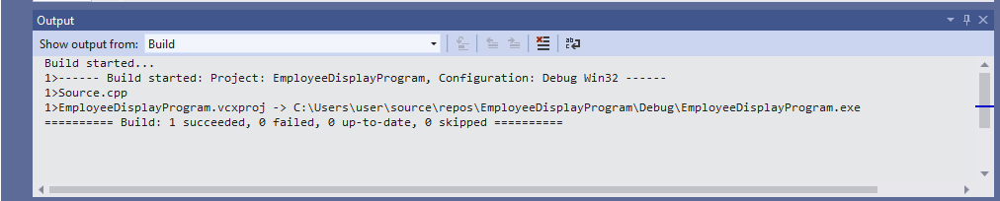 Output
Show output from: Build
Build started...
1>------ Build started: Project: EmployeeDisplayProgram, Configuration: Debug Win32 ------
1>Source.cpp
1>EmployeeDisplayProgram.vcxproj -> C:\Users\user\source\repos\EmployeeDisplayProgram\Debug\EmployeeDisplayProgram.exe
========== Build: 1 succeeded, 0 failed, 0 up-to-date, 0 skipped ==========